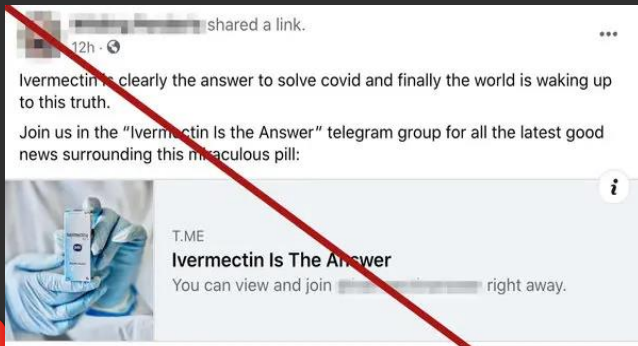 shared a link.
12h
Ivermectin is clearly the answer to solve covid and finally the world is waking up
to this truth.
Join us in the “Ivermectin Is the Answer” telegram group for all the latest good
news surrounding this miraculous pill:
T.ME
Ivermectin Is The Answer
You can view and join right away.